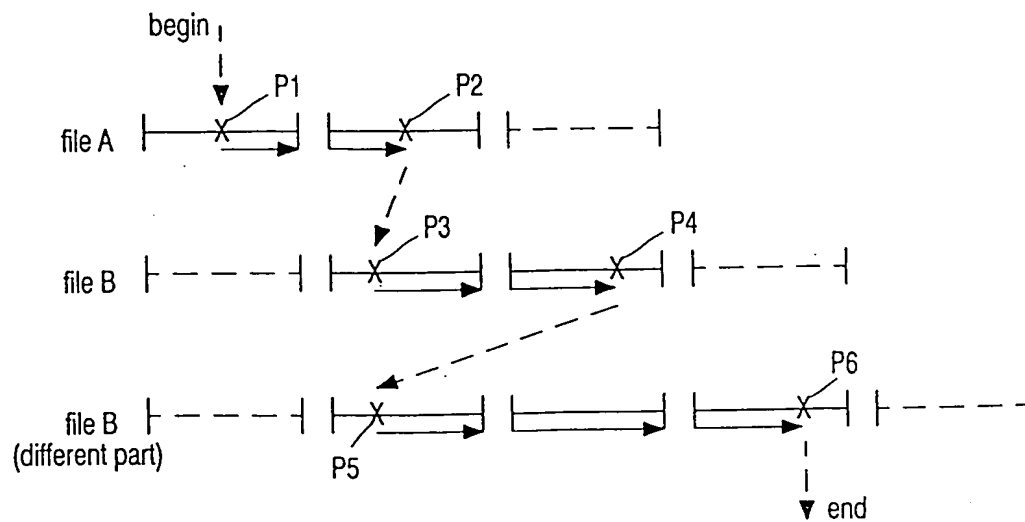 begin
P1
P2
file A
P3
P4
file B
P6
file B
(different part)
P5
end